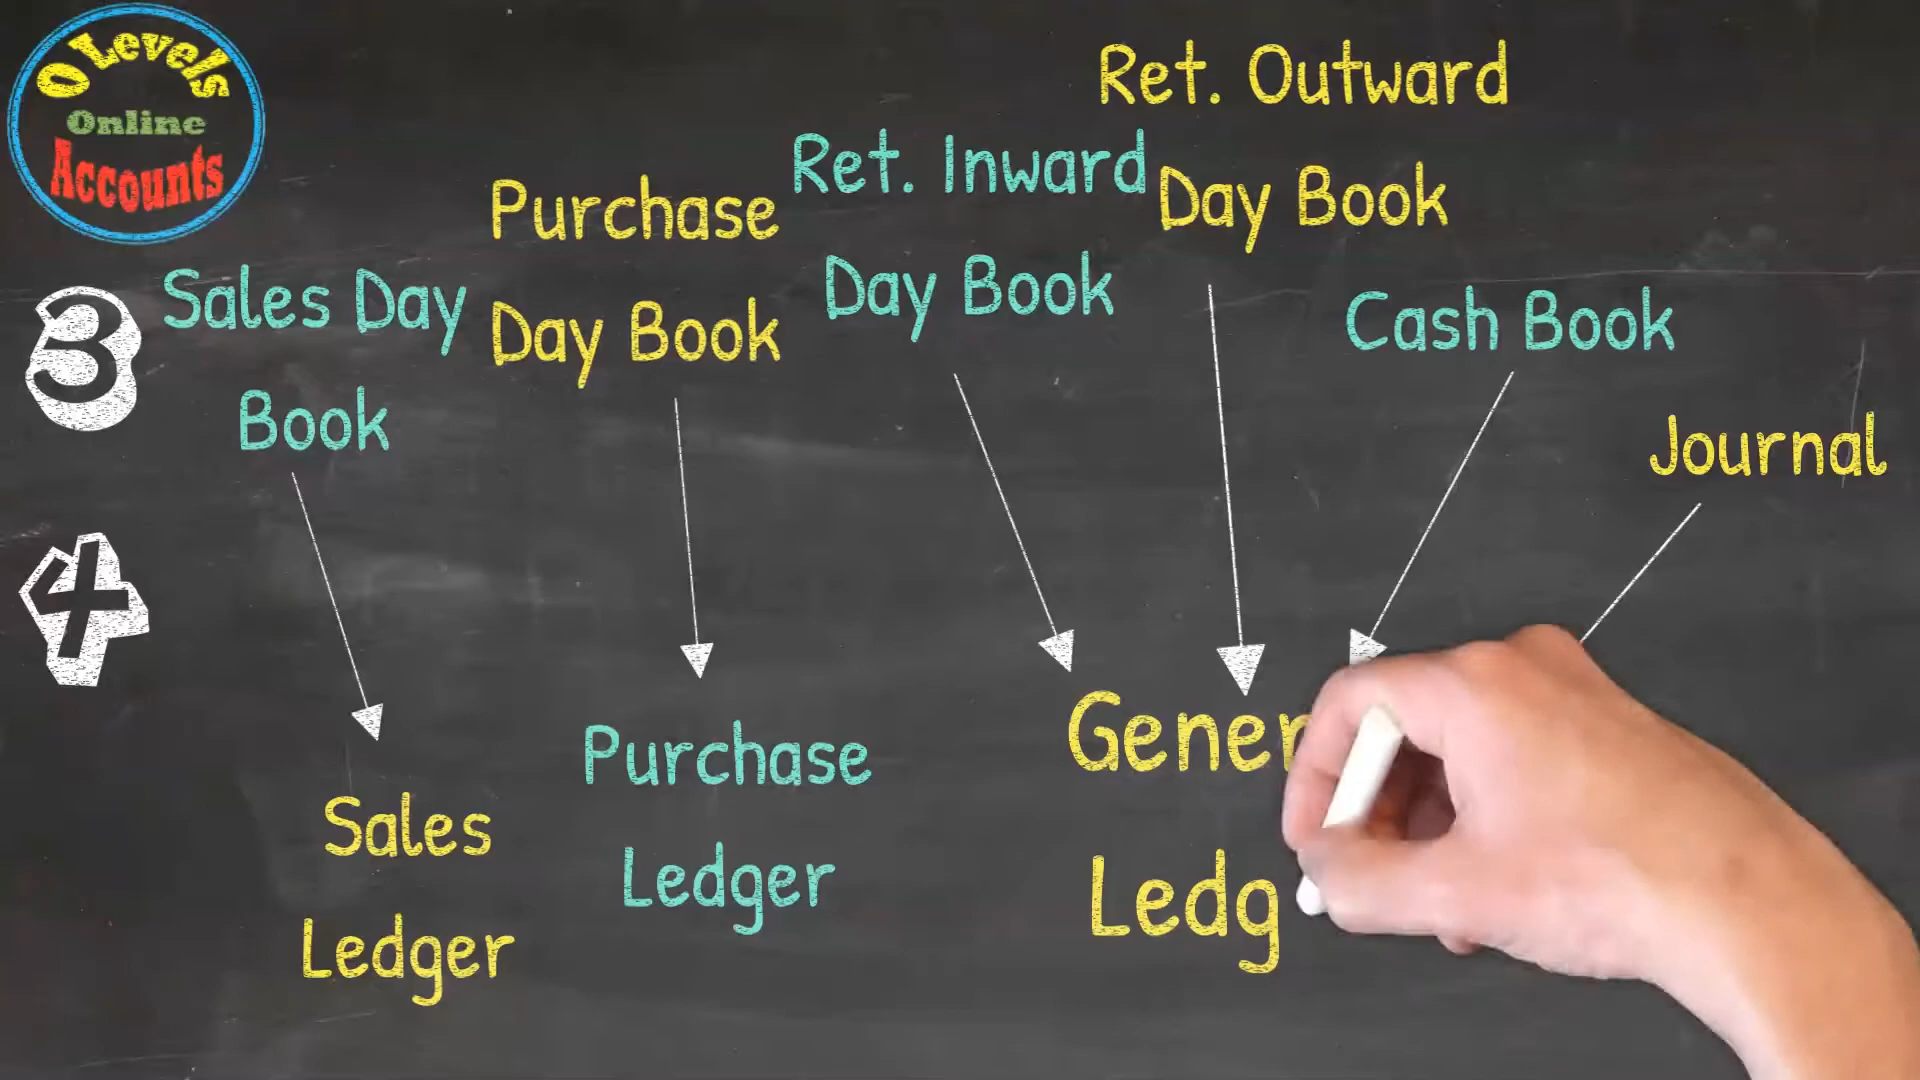 O Levels
Online
Accounts
3
Sales Day
Book
Purchase
Day Book
Ret. Inward
Day Book
Ret. Outward
Day Book
Cash Book
Journal
4
Sales
Ledger
Purchase
Ledger
Gener
Ledg